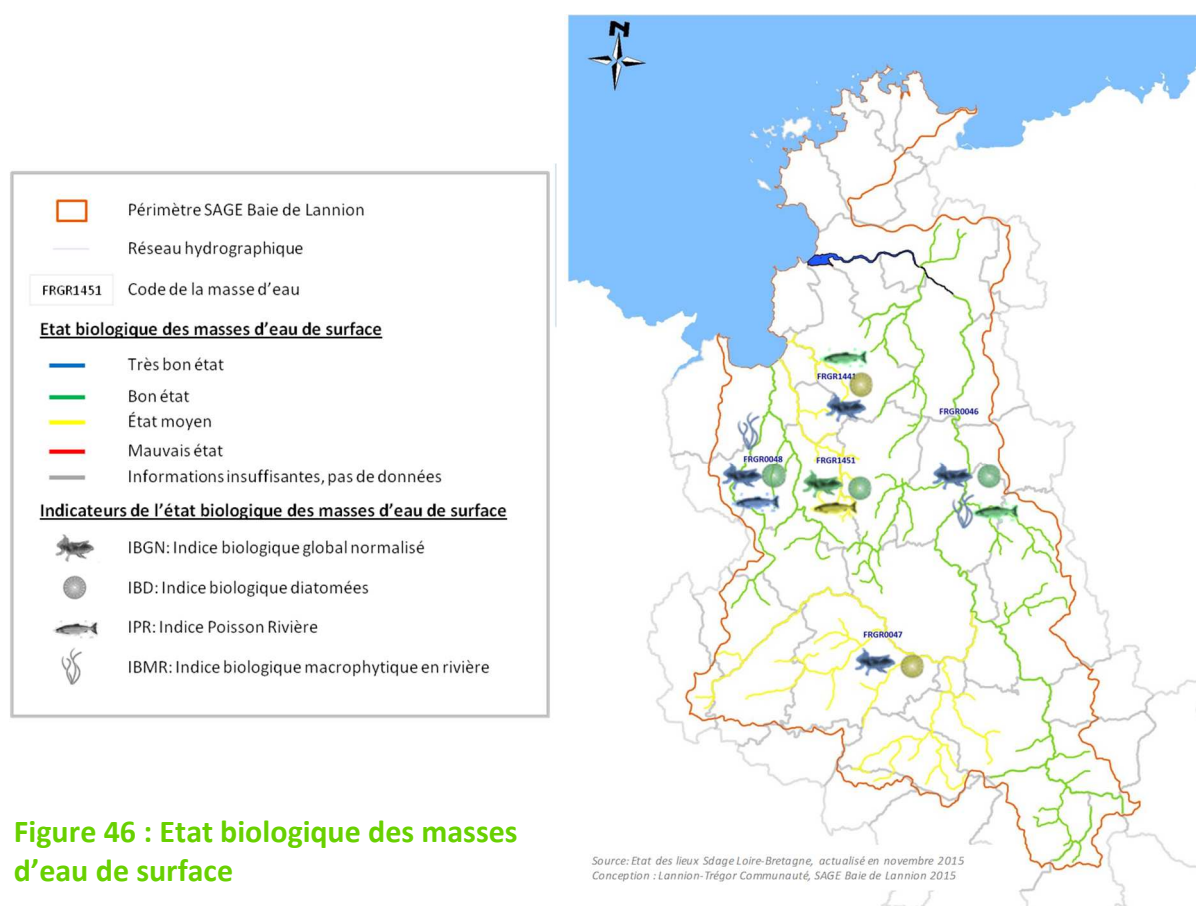 N
Périmètre SAGE Baie de Lannion
Réseau hydrographique
FRGR1451 Code de la masse d'eau
Etat biologique des masses d'eau de surface
Très bon état
Bon état
État moyen
Mauvais état
Informations insuffisantes, pas de données
Indicateurs de l'état biologique des masses d'eau de surface
IBGN: Indice biologique global normalisé
IBD: Indice biologique diatomées
IPR: Indice Poisson Rivière
IBMR: Indice biologique macrophytique en rivière
FRGR1441
FRGR0046
FRGR0048
FRGR1451
FRGR0047
Figure 46 : Etat biologique des masses
d'eau de surface
Source: Etat des lieux Sdage Loire-Bretagne, actualisé en novembre 2015
Conception : Lannion-Trégor Communauté, SAGE Baie de Lannion 2015